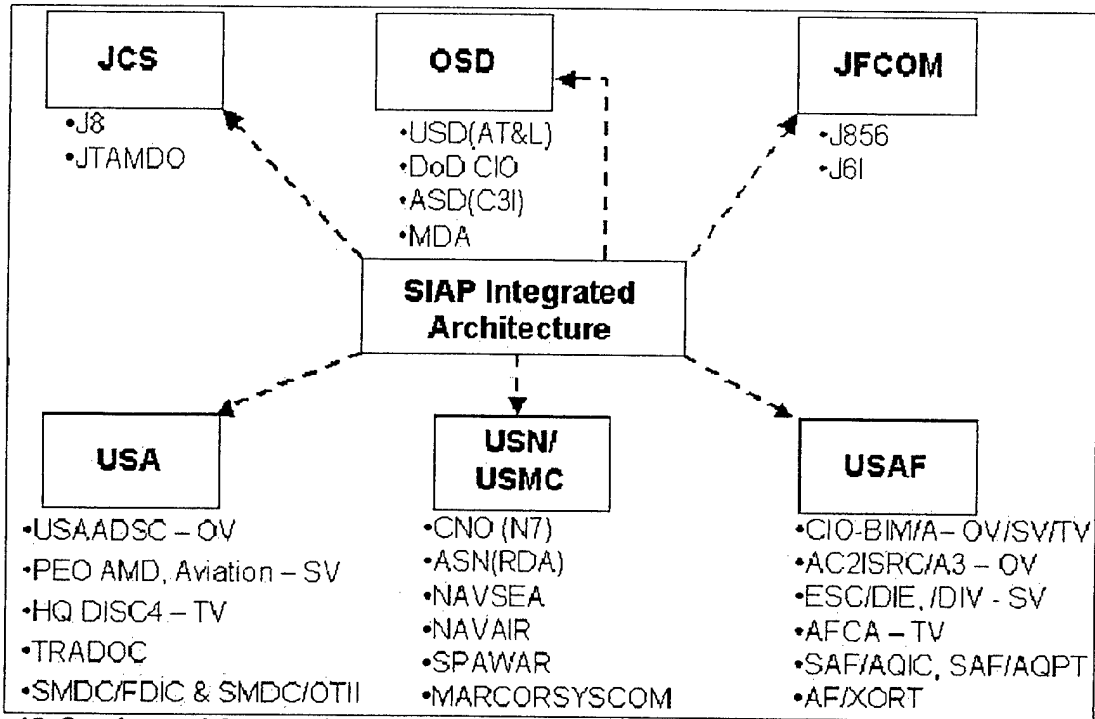 JCS
•J8
•JTAMDO
OSD
•USD(AT&L)
•DoD CIO
•ASD(C3I)
•MDA
JFCOM
•J856
•J6I
SIAP Integrated
Architecture
USA
•USAADSC – OV
•PEO AMD, Aviation – SV
•HQ DISC4 – TV
•TRADOC
•SMDC/FDIC & SMDC/OTII
USN/
USMC
•CNO (N7)
•ASN(RDA)
•NAVSEA
•NAVAIR
•SPAWAR
•MARCORSYSCOM
USAF
•CIO-BIM/A– OV/SV/TV
•AC2ISRC/A3 – OV
•ESC/DIE, /DIV - SV
•AFCA – TV
•SAF/AQIC, SAF/AQPT
•AF/XORT